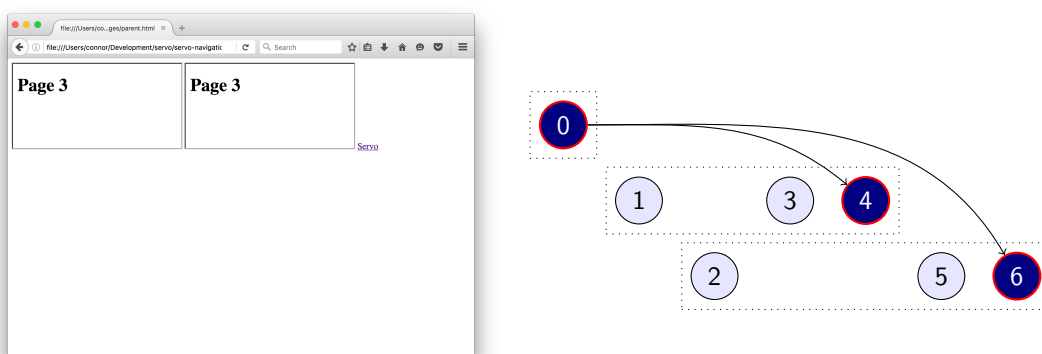 file:///Users/co...ges/parent.html
file:///Users/connor/Development/servo/servo-navigatic
Search
Page 3
Page 3
Servo
0
1
3
4
2
5
6